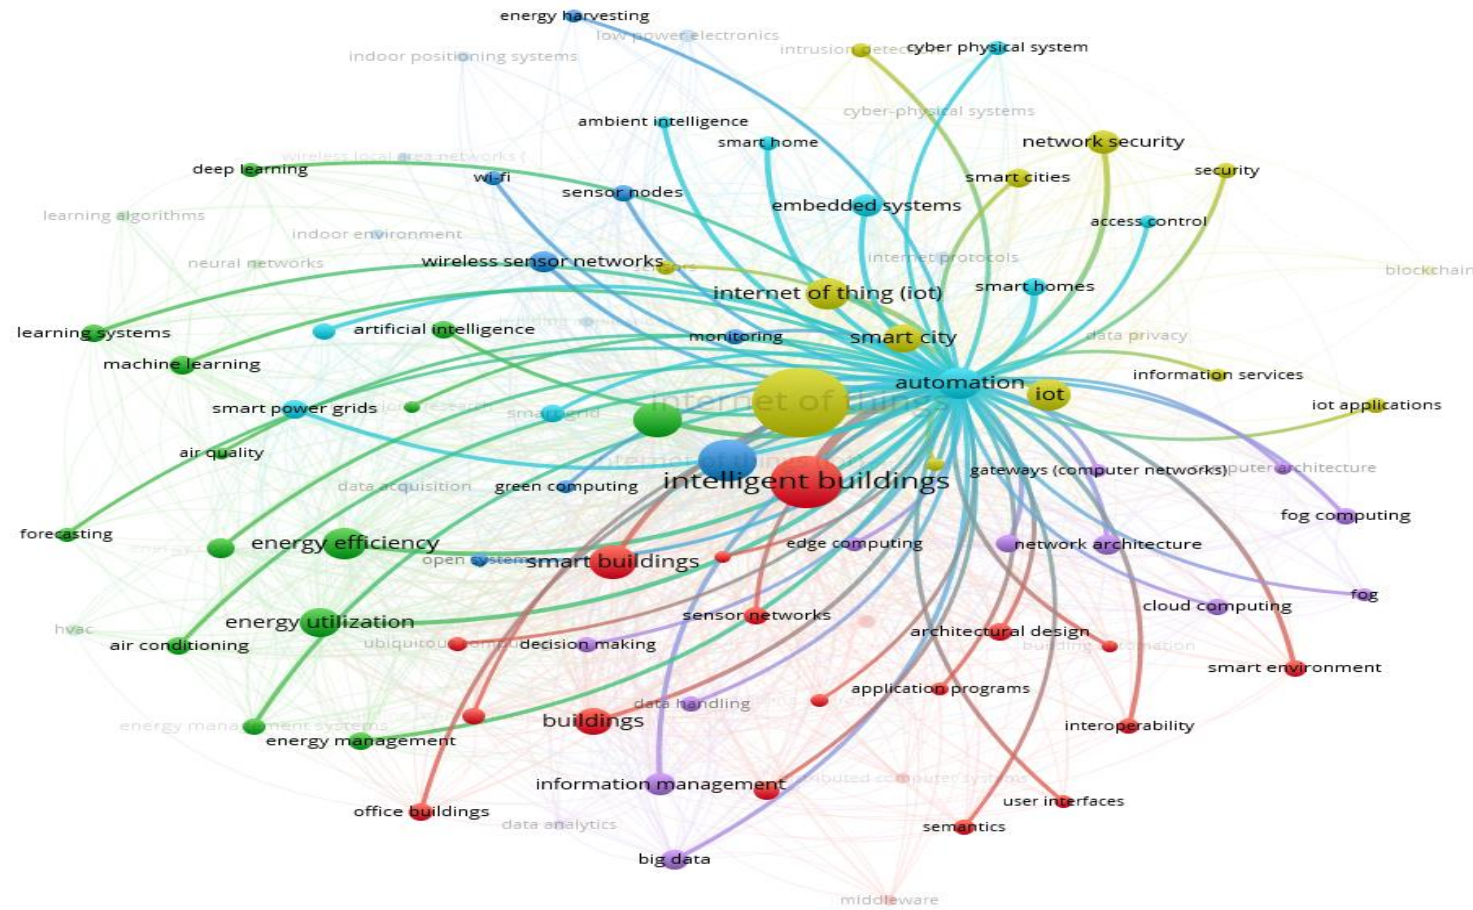 energy harvesting
low power electronics
indoor positioning systems
cyber physical system
cyber-physical systems
ambient intelligence
smart home
network security
wireless local area networks (
deep learning
wi-fi
sensor nodes
smart cities
security
embedded systems
learning algorithms
access control
indoor environment
internet protocols
neural networks
wireless sensor networks
sensors
blockchain
smart homes
internet of thing (iot)
learning systems
artificial intelligence
monitoring
smart city
data privacy
machine learning
automation
information services
iot
smart power grids
smart grid
internet of things
iot applications
air quality
gateways (computer networks)
intelligent buildings
data acquisition
green computing
fog computing
forecasting
energy efficiency
edge computing
network architecture
open systems
smart buildings
fog
cloud computing
sensor networks
energy utilization
hvac
air conditioning
decision making
architectural design
building automation
smart environment
application programs
data handling
buildings
energy management systems
interoperability
energy management
information management
user interfaces
office buildings
data analytics
semantics
big data
middleware